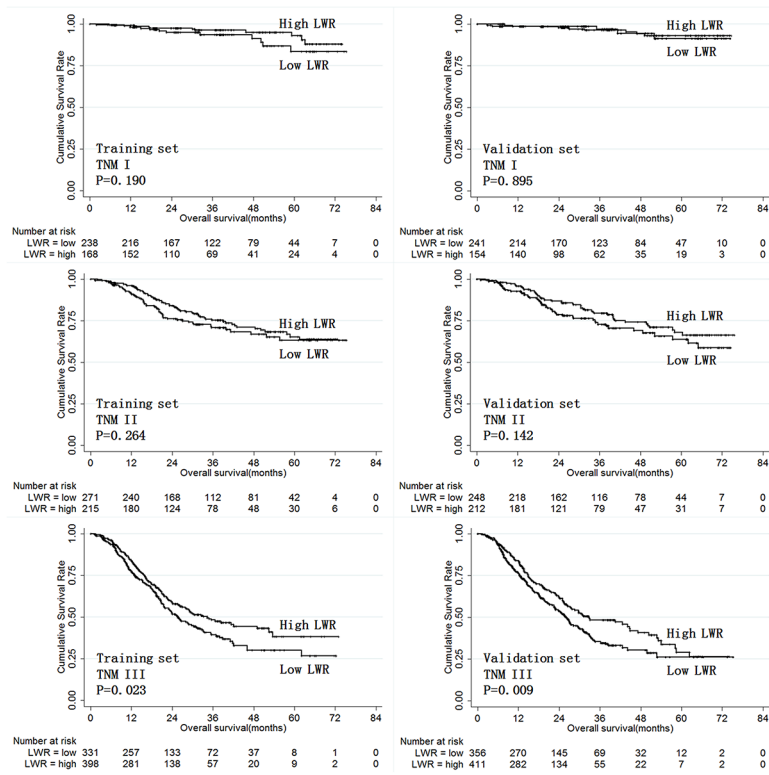 Cumulative Survival Rate
0.00 0.25 0.50 0.75 1.00
High LWR
Low LWR
Training set
TNM I
P=0.190
0 12 24 36 48 60 72 84
Overall survival(months)
Number at risk
LWR = low 238 216 167 122 79 44 7 0
LWR = high 168 152 110 69 41 24 4 0
Cumulative Survival Rate
0.00 0.25 0.50 0.75 1.00
High LWR
Low LWR
Validation set
TNM I
P=0.895
0 12 24 36 48 60 72 84
Overall survival(months)
Number at risk
LWR = low 241 214 170 123 84 47 10 0
LWR = high 154 140 98 62 35 19 3 0
Cumulative Survival Rate
0.00 0.25 0.50 0.75 1.00
High LWR
Low LWR
Training set
TNM II
P=0.264
0 12 24 36 48 60 72 84
Overall survival(months)
Number at risk
LWR = low 271 240 168 112 81 42 4 0
LWR = high 215 180 124 78 48 30 6 0
Cumulative Survival Rate
0.00 0.25 0.50 0.75 1.00
High LWR
Low LWR
Validation set
TNM II
P=0.142
0 12 24 36 48 60 72 84
Overall survival(months)
Number at risk
LWR = low 248 218 162 116 78 44 7 0
LWR = high 212 181 121 79 47 31 7 0
Cumulative Survival Rate
0.00 0.25 0.50 0.75 1.00
High LWR
Low LWR
Training set
TNM III
P=0.023
0 12 24 36 48 60 72 84
Overall survival(months)
Number at risk
LWR = low 331 257 133 72 37 8 1 0
LWR = high 398 281 138 57 20 9 2 0
Cumulative Survival Rate
0.00 0.25 0.50 0.75 1.00
High LWR
Low LWR
Validation set
TNM III
P=0.009
0 12 24 36 48 60 72 84
Overall survival(months)
Number at risk
LWR = low 356 270 145 69 32 12 2 0
LWR = high 411 282 134 55 22 7 2 0